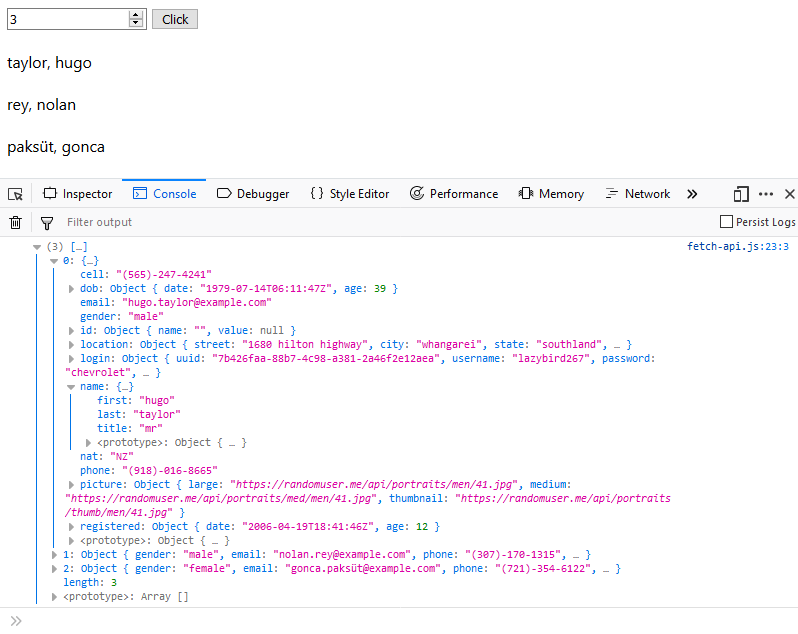 3 Click
taylor, hugo
rey, nolan
paksüt, gonca
Inspector Console Debugger {} Style Editor Performance Memory Network »
Filter output Persist Logs
(3) […] fetch-api.js:23:3
0: {…}
cell: "(565)-247-4241"
dob: Object { date: "1979-07-14T06:11:47Z", age: 39 }
email: "hugo.taylor@example.com"
gender: "male"
id: Object { name: "", value: null }
location: Object { street: "1680 hilton highway", city: "whangarei", state: "southland", … }
login: Object { uuid: "7b426faa-88b7-4c98-a381-2a46f2e12aea", username: "lazybird267", password:
"chevrolet", … }
name: {…}
first: "hugo"
last: "taylor"
title: "mr"
<prototype>: Object { … }
nat: "NZ"
phone: "(918)-016-8665"
picture: Object { large: "https://randomuser.me/api/portraits/men/41.jpg", medium:
"https://randomuser.me/api/portraits/med/men/41.jpg", thumbnail: "https://randomuser.me/api/portraits
/thumb/men/41.jpg" }
registered: Object { date: "2006-04-19T18:41:46Z", age: 12 }
<prototype>: Object { … }
1: Object { gender: "male", email: "nolan.rey@example.com", phone: "(307)-170-1315", … }
2: Object { gender: "female", email: "gonca.paksüt@example.com", phone: "(721)-354-6122", … }
length: 3
<prototype>: Array []
»